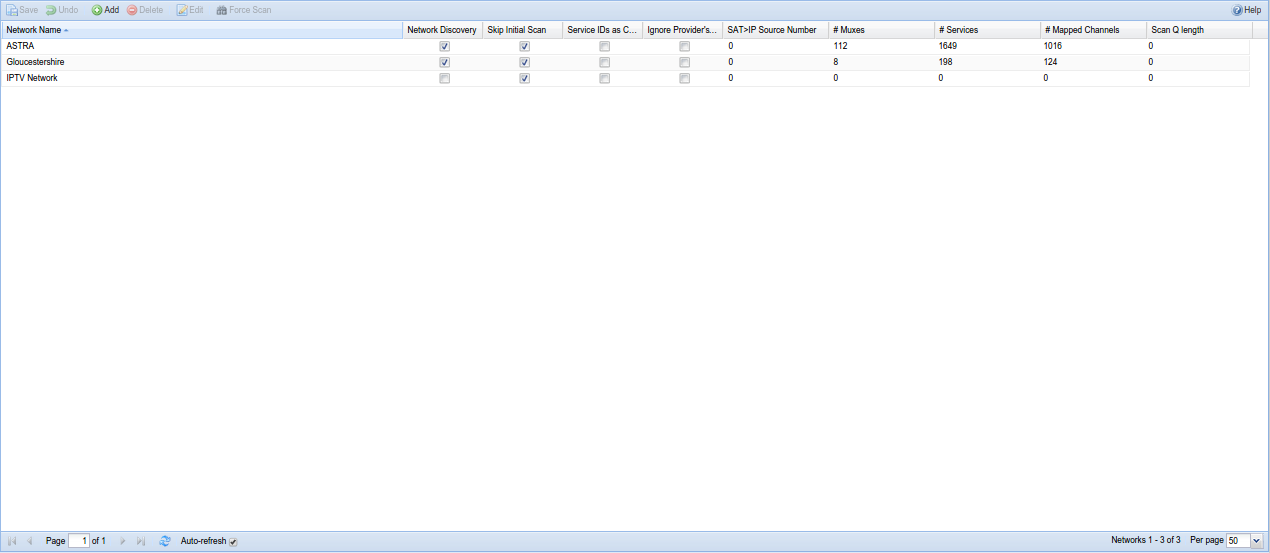 Save Undo Add Delete Edit Force Scan Help
Network Name Network Discovery Skip Initial Scan Service IDs as C... Ignore Provider's... SAT>IP Source Number # Muxes # Services # Mapped Channels Scan Q length
ASTRA 0 112 1649 1016 0
Gloucestershire 0 8 198 124 0
IPTV Network 0 0 0 0 0
Page 1 of 1 Auto-refresh Networks 1 - 3 of 3 Per page 50